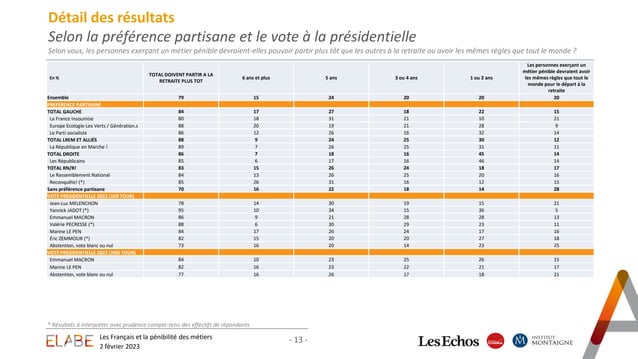 Détail des résultats
Selon la préférence partisane et le vote à la présidentielle
Selon vous, les personnes exerçant un métier pénible devraient-elles pouvoir partir plus tôt que les autres à la retraite ou avoir les mêmes règles que tout le monde ?
En % TOTAL DOIVENT PARTIR A LA RETRAITE PLUS TOT 6 ans et plus 5 ans 3 ou 4 ans 1 ou 2 ans Les personnes exerçant un métier pénible devraient avoir les mêmes règles que tout le monde pour le départ à la retraite
Ensemble 79 15 24 20 20 20
PREFERENCE PARTISANE
TOTAL GAUCHE 84 17 27 18 22 15
La France Insoumise 80 18 31 21 10 21
Europe Ecologie-Les Verts / Génération.s 88 20 19 21 28 9
Le Parti socialiste 86 12 26 16 32 14
TOTAL LREM ET ALLIÉS 88 9 24 25 30 12
La République en Marche ! 89 7 26 25 31 11
TOTAL DROITE 86 7 18 16 45 14
Les Républicains 85 6 17 16 46 14
TOTAL RN/R! 83 15 26 24 18 17
Le Rassemblement National 84 13 26 25 20 16
Reconquête! (*) 85 26 31 16 12 15
Sans préférence partisane 70 16 22 18 14 28
VOTE PRESIDENTIELLE 2022 (1ER TOUR)
Jean-Luc MELENCHON 78 14 30 19 15 21
Yannick JADOT (*) 95 10 34 15 36 5
Emmanuel MACRON 86 9 21 28 28 13
Valérie PECRESSE (*) 88 6 30 29 23 11
Marine LE PEN 84 17 26 24 17 16
Éric ZEMMOUR (*) 82 15 20 20 27 18
Abstention, vote blanc ou nul 73 16 20 14 23 25
VOTE PRESIDENTIELLE 2022 (2ND TOUR)
Emmanuel MACRON 84 10 23 25 26 15
Marine LE PEN 82 16 23 22 21 17
Abstention, vote blanc ou nul 77 16 26 17 18 21
* Résultats à interpréter avec prudence compte-tenu des effectifs de répondants
ELABE
Les Français et la pénibilité des métiers
2 février 2023
- 13 -
Les Echos
INSTITUT
MONTAIGNE